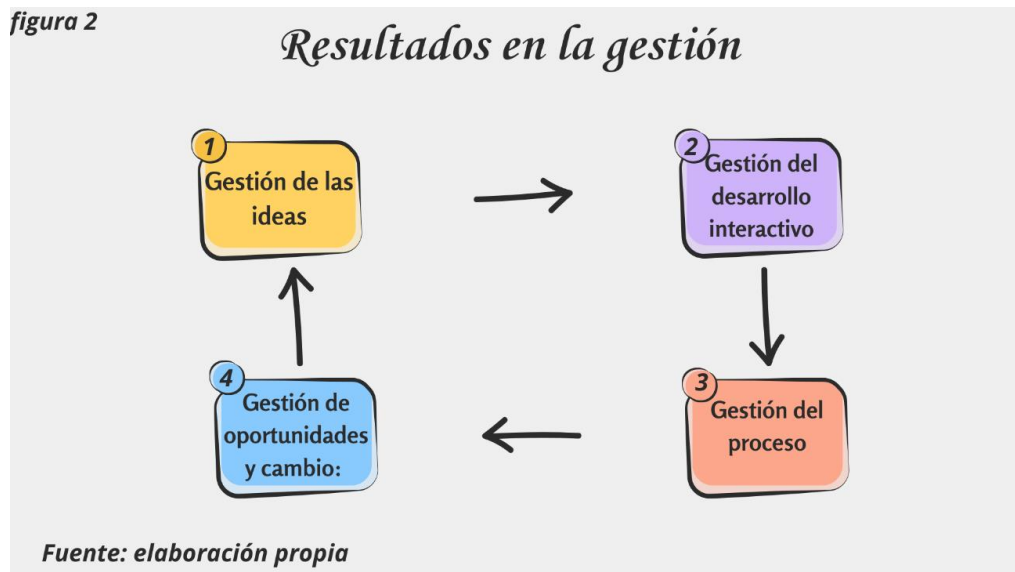 figura 2
Resultados en la gestión
1
Gestión de las
ideas
2
Gestión del
desarrollo
interactivo
3
Gestión del
proceso
4
Gestión de
oportunidades
y cambio:
Fuente: elaboración propia